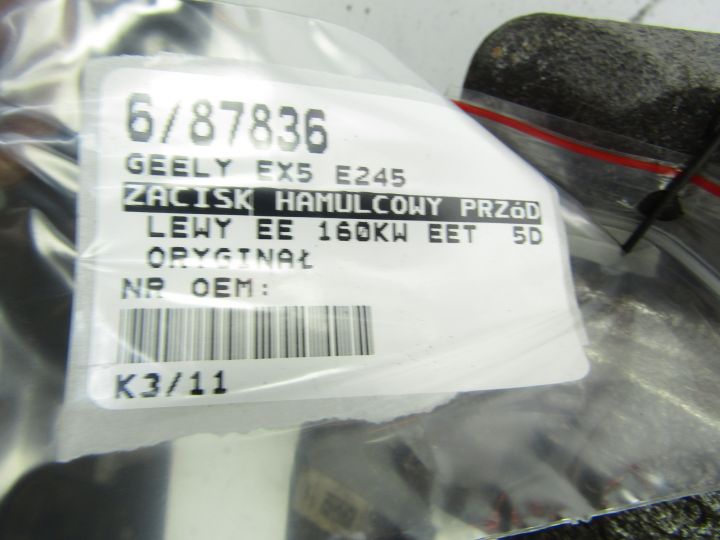 6/87836
GEELY EX5 E245
ZACISK HAMULCOWY PRZóD
LEWY EE 160KW EET 5D
ORYGINAŁ
NR OEM:
K3/11